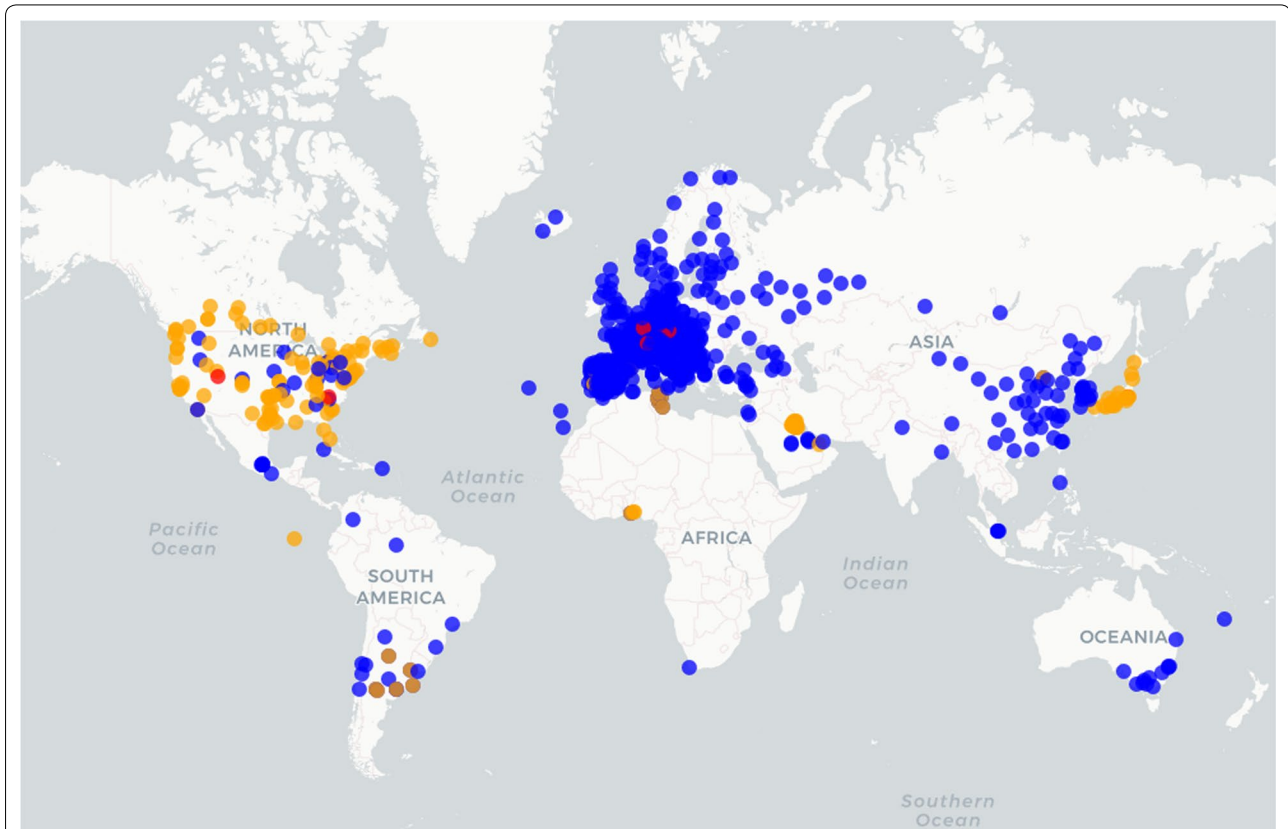 NORTH
AMERICA
ASIA
Atlantic
Ocean
Pacific
Ocean
AFRICA
SOUTH
AMERICA
Indian
Ocean
OCEANIA
Southern
Ocean